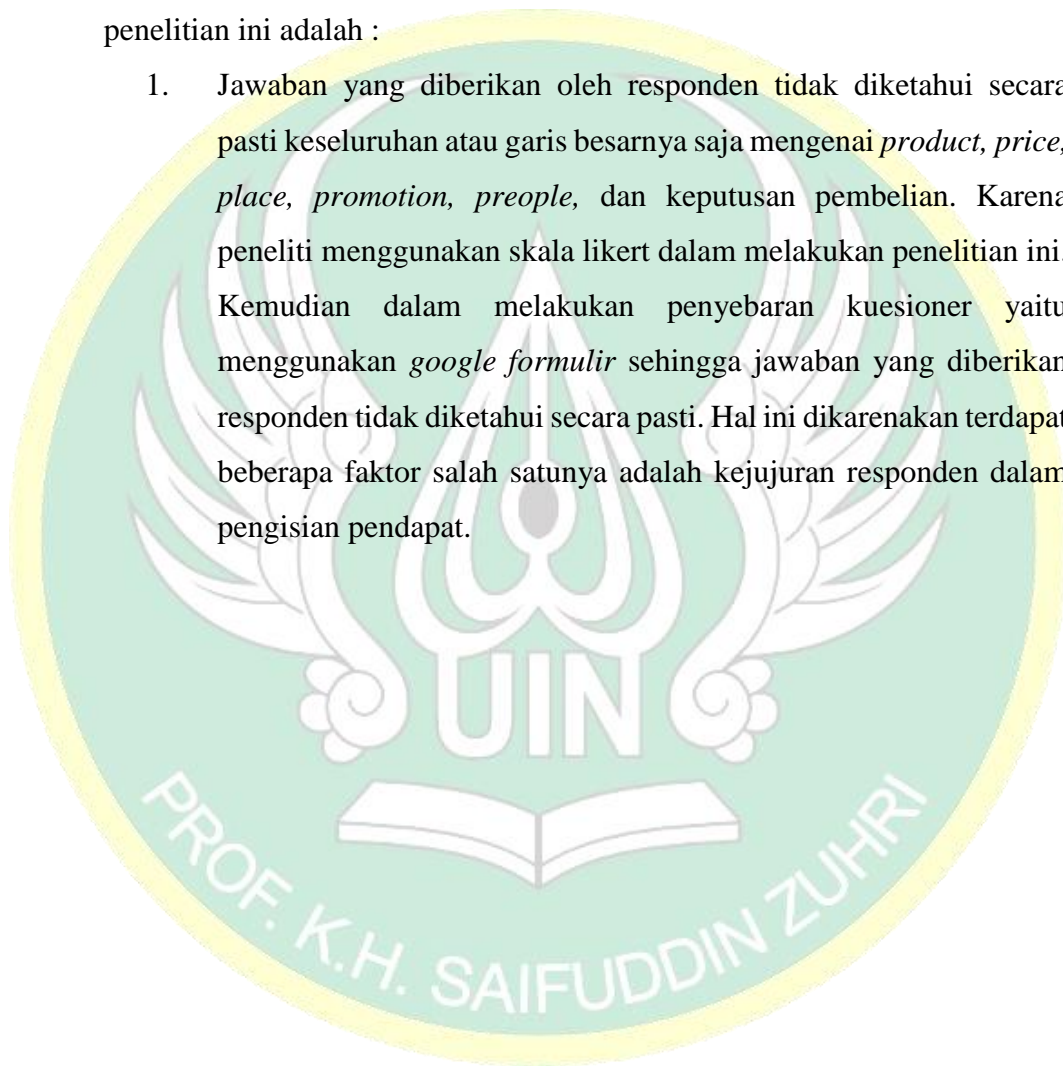 penelitian ini adalah :
1. Jawaban yang diberikan oleh responden tidak diketahui secara
pasti keseluruhan atau garis besarnya saja mengenai product, price,
place, promotion, preople, dan keputusan pembelian. Karena
peneliti menggunakan skala likert dalam melakukan penelitian ini.
Kemudian dalam melakukan penyebaran kuesioner yaitu
menggunakan google formulir sehingga jawaban yang diberikan
responden tidak diketahui secara pasti. Hal ini dikarenakan terdapat
beberapa faktor salah satunya adalah kejujuran responden dalam
pengisian pendapat.
UIN
PROF. K.H. SAIFUDDIN ZUHRI